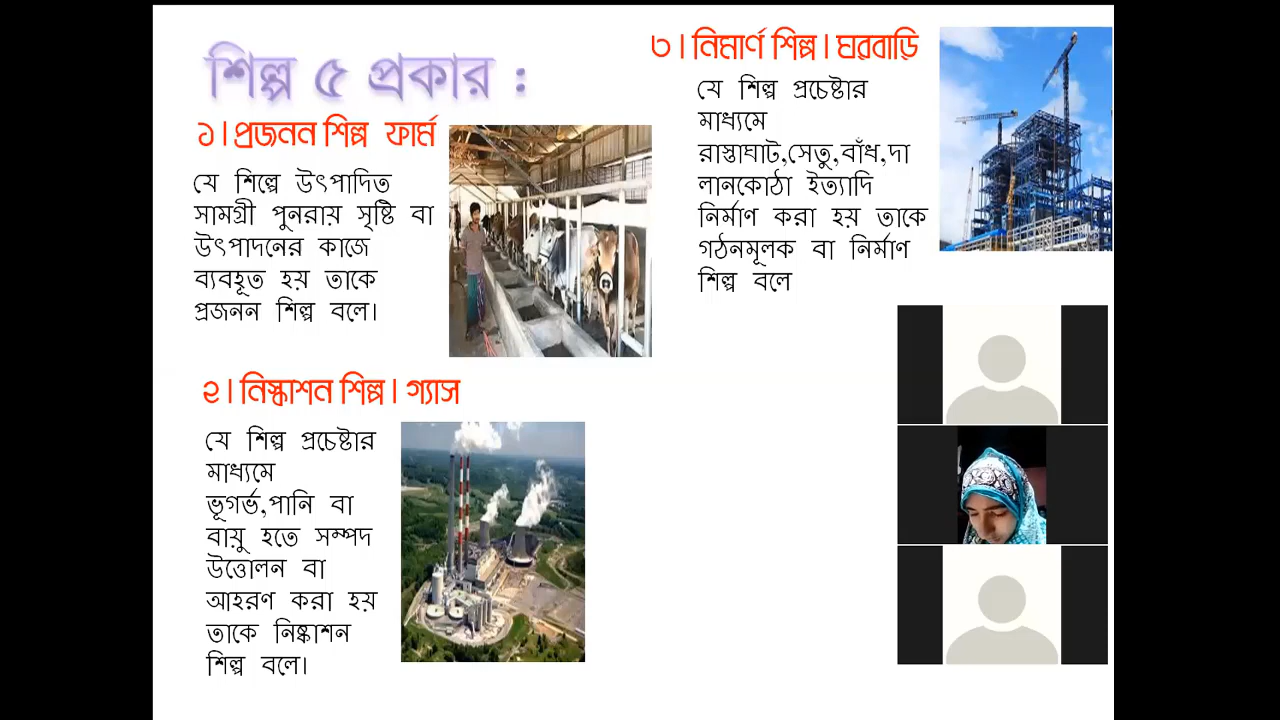 শিল্প ৫ প্রকার :
১। প্রজনন শিল্প ফার্ম
যে শিল্পে উৎপাদিত
সামগ্রী পুনরায় সৃষ্টি বা
উৎপাদনের কাজে
ব্যবহূত হয় তাকে
প্রজনন শিল্প বলে।
২। নিস্কাশন শিল্প। গ্যাস
যে শিল্প প্রচেষ্টার
মাধ্যমে
ভূগর্ভ,পানি বা
বায়ু হতে সম্পদ
উত্তোলন বা
আহরণ করা হয়
তাকে নিষ্কাশন
শিল্প বলে।
৩। নিমার্ণ শিল্প। ঘরবাড়ি
যে শিল্প প্রচেষ্টার
মাধ্যমে
রাস্তাঘাট,সেতু,বাঁধ,দা
লানকোঠা ইত্যাদি
নির্মাণ করা হয় তাকে
গঠনমূলক বা নির্মাণ
শিল্প বলে